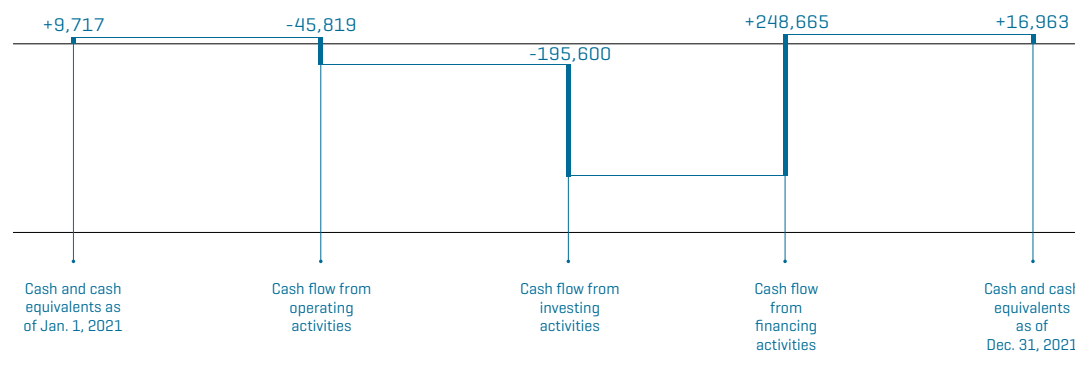 +9,717
-45,819
-195,600
+248,665
+16,963
Cash and cash
equivalents as
of Jan. 1, 2021
Cash flow from
operating
activities
Cash flow from
investing
activities
Cash flow
from
financing
activities
Cash and cash
equivalents
as of
Dec. 31, 2021